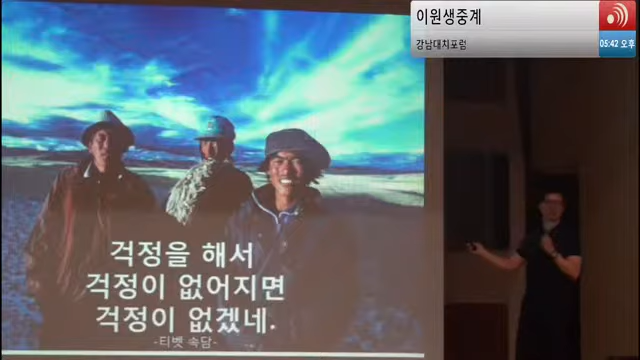 이원생중계
강남대치포럼
05:42 오후
걱정을 해서
걱정이 없어지면
걱정이 없겠네.
-티벳 속담-